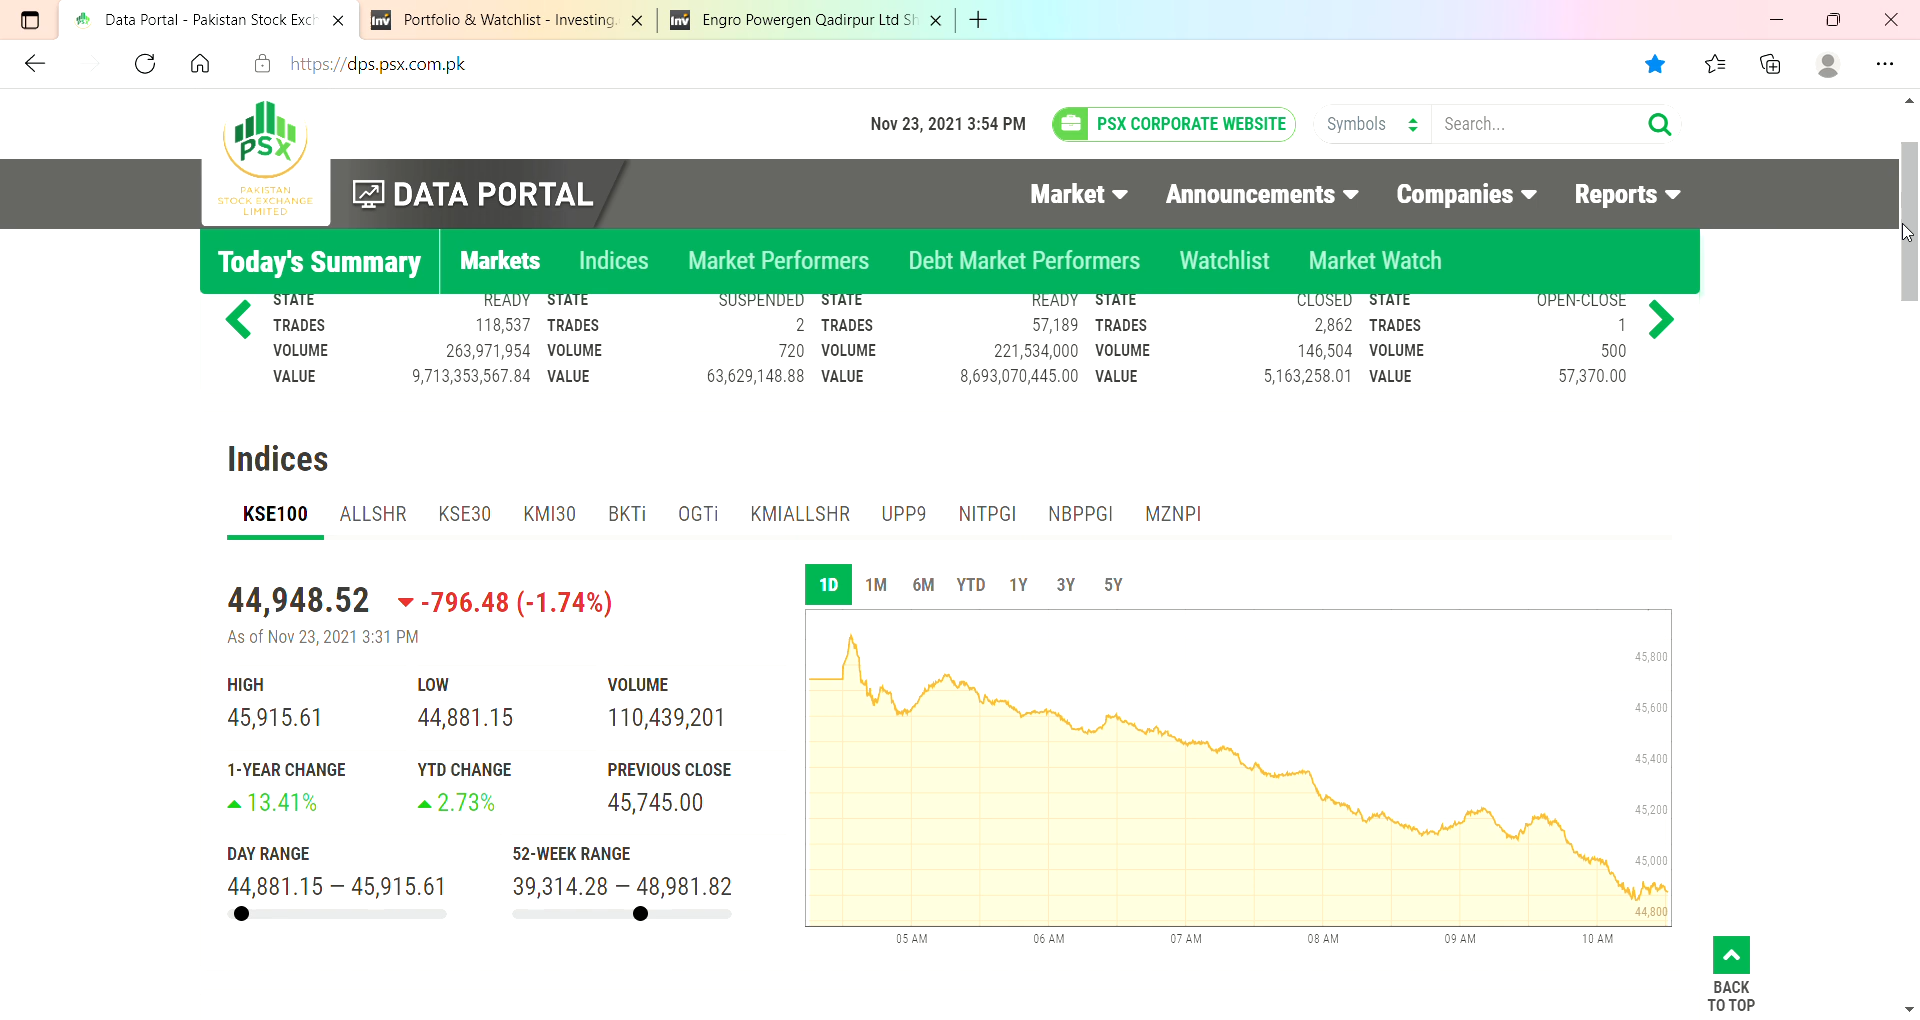 Data Portal - Pakistan Stock Exch
Portfolio & Watchlist - Investing.
Engro Powergen Qadirpur Ltd Sh
https://dps.psx.com.pk
PSX
PAKISTAN
STOCK EXCHANGE
LIMITED
Nov 23, 2021 3:54 PM
PSX CORPORATE WEBSITE
Symbols
Search...
DATA PORTAL
Market
Announcements
Companies
Reports
Today's Summary
Markets
Indices
Market Performers
Debt Market Performers
Watchlist
Market Watch
STATE READY STATE SUSPENDED STATE READY STATE CLOSED STATE OPEN-CLOSE
TRADES 118,537 TRADES 2 TRADES 57,189 TRADES 2,862 TRADES 1
VOLUME 263,971,954 VOLUME 720 VOLUME 221,534,000 VOLUME 146,504 VOLUME 500
VALUE 9,713,353,567.84 VALUE 63,629,148.88 VALUE 8,693,070,445.00 VALUE 5,163,258.01 VALUE 57,370.00
Indices
KSE100 ALLSHR KSE30 KMI30 BKTi OGTi KMIALLSHR UPP9 NITPGI NBPPGI MZNPI
44,948.52 -796.48 (-1.74%)
As of Nov 23, 2021 3:31 PM
HIGH LOW VOLUME
45,915.61 44,881.15 110,439,201
1-YEAR CHANGE YTD CHANGE PREVIOUS CLOSE
13.41% 2.73% 45,745.00
DAY RANGE 52-WEEK RANGE
44,881.15 — 45,915.61 39,314.28 — 48,981.82
1D 1M 6M YTD 1Y 3Y 5Y
45,800
45,600
45,400
45,200
45,000
44,800
05 AM 06 AM 07 AM 08 AM 09 AM 10 AM
BACK
TO TOP